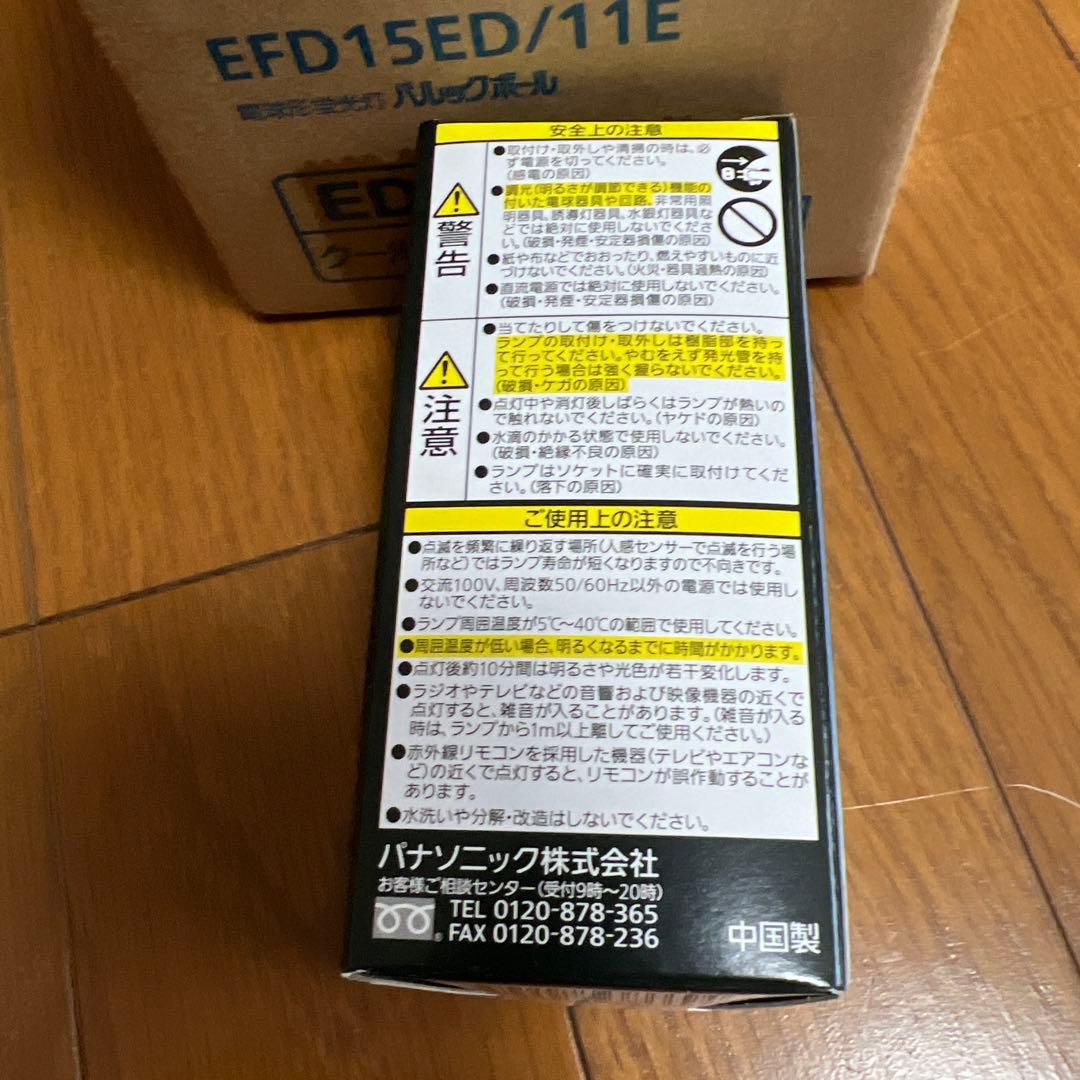 EFD15ED/11E
電球形蛍光灯 パルックボール
ED
クー
安全上の注意
警告
●取付け・取外しや清掃の時は、必
ず電源を切ってください。
(感電の原因)
●調光(明るさが調節できる)機能の
付いた電球器具や回路、非常用照
明器具、誘導灯器具、水銀灯器具な
どでは絶対に使用しないでくださ
い。(破損・発煙・安定器損傷の原因)
●紙や布などでおおったり、燃えやすいものに近
づけないでください。(火災・器具過熱の原因)
●直流電源では絶対に使用しないでください。
(破損・発煙・安定器損傷の原因)
注意
●当てたりして傷をつけないでください。
ランプの取付け・取外しは樹脂部を持っ
て行ってください。やむをえず発光管を持
って行う場合は強く握らないでください。
(破損・ケガの原因)
●点灯中や消灯後しばらくはランプが熱いの
で触れないでください。(ヤケドの原因)
●水滴のかかる状態で使用しないでください。
(破損・絶縁不良の原因)
●ランプはソケットに確実に取付けてくだ
さい。(落下の原因)
ご使用上の注意
●点滅を頻繁に繰り返す場所(人感センサーで点滅を行う場
所など)ではランプ寿命が短くなりますので不向きです。
●交流100V、周波数50/60Hz以外の電源では使用し
ないでください。
●ランプ周囲温度が5℃〜40℃の範囲で使用してください。
●周囲温度が低い場合、明るくなるまでに時間がかかります。
●点灯後約10分間は明るさや光色が若干変化します。
●ラジオやテレビなどの音響および映像機器の近くで
点灯すると、雑音が入ることがあります。(雑音が入る
時は、ランプから1m以上離してご使用ください。)
●赤外線リモコンを採用した機器(テレビやエアコンな
ど)の近くで点灯すると、リモコンが誤作動することが
あります。
●水洗いや分解・改造はしないでください。
パナソニック株式会社
お客様ご相談センター(受付9時〜20時)
TEL 0120-878-365
FAX 0120-878-236
中国製